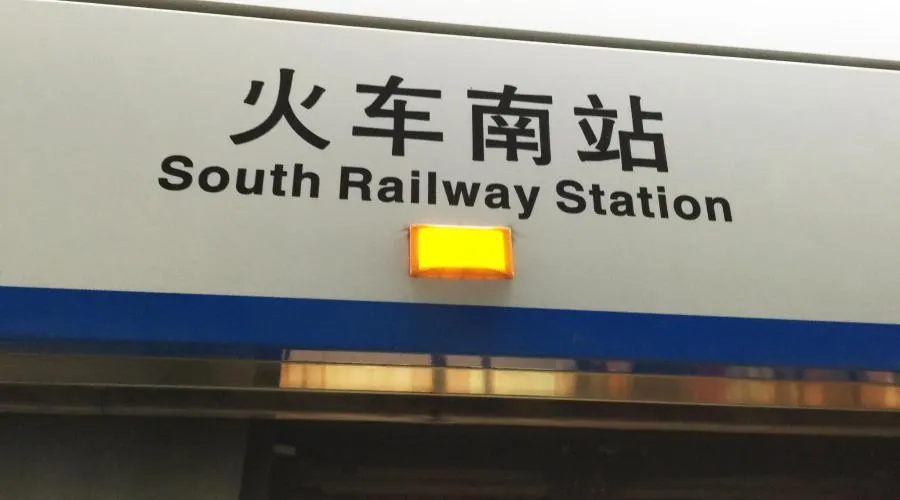 火车南站
South Railway Station